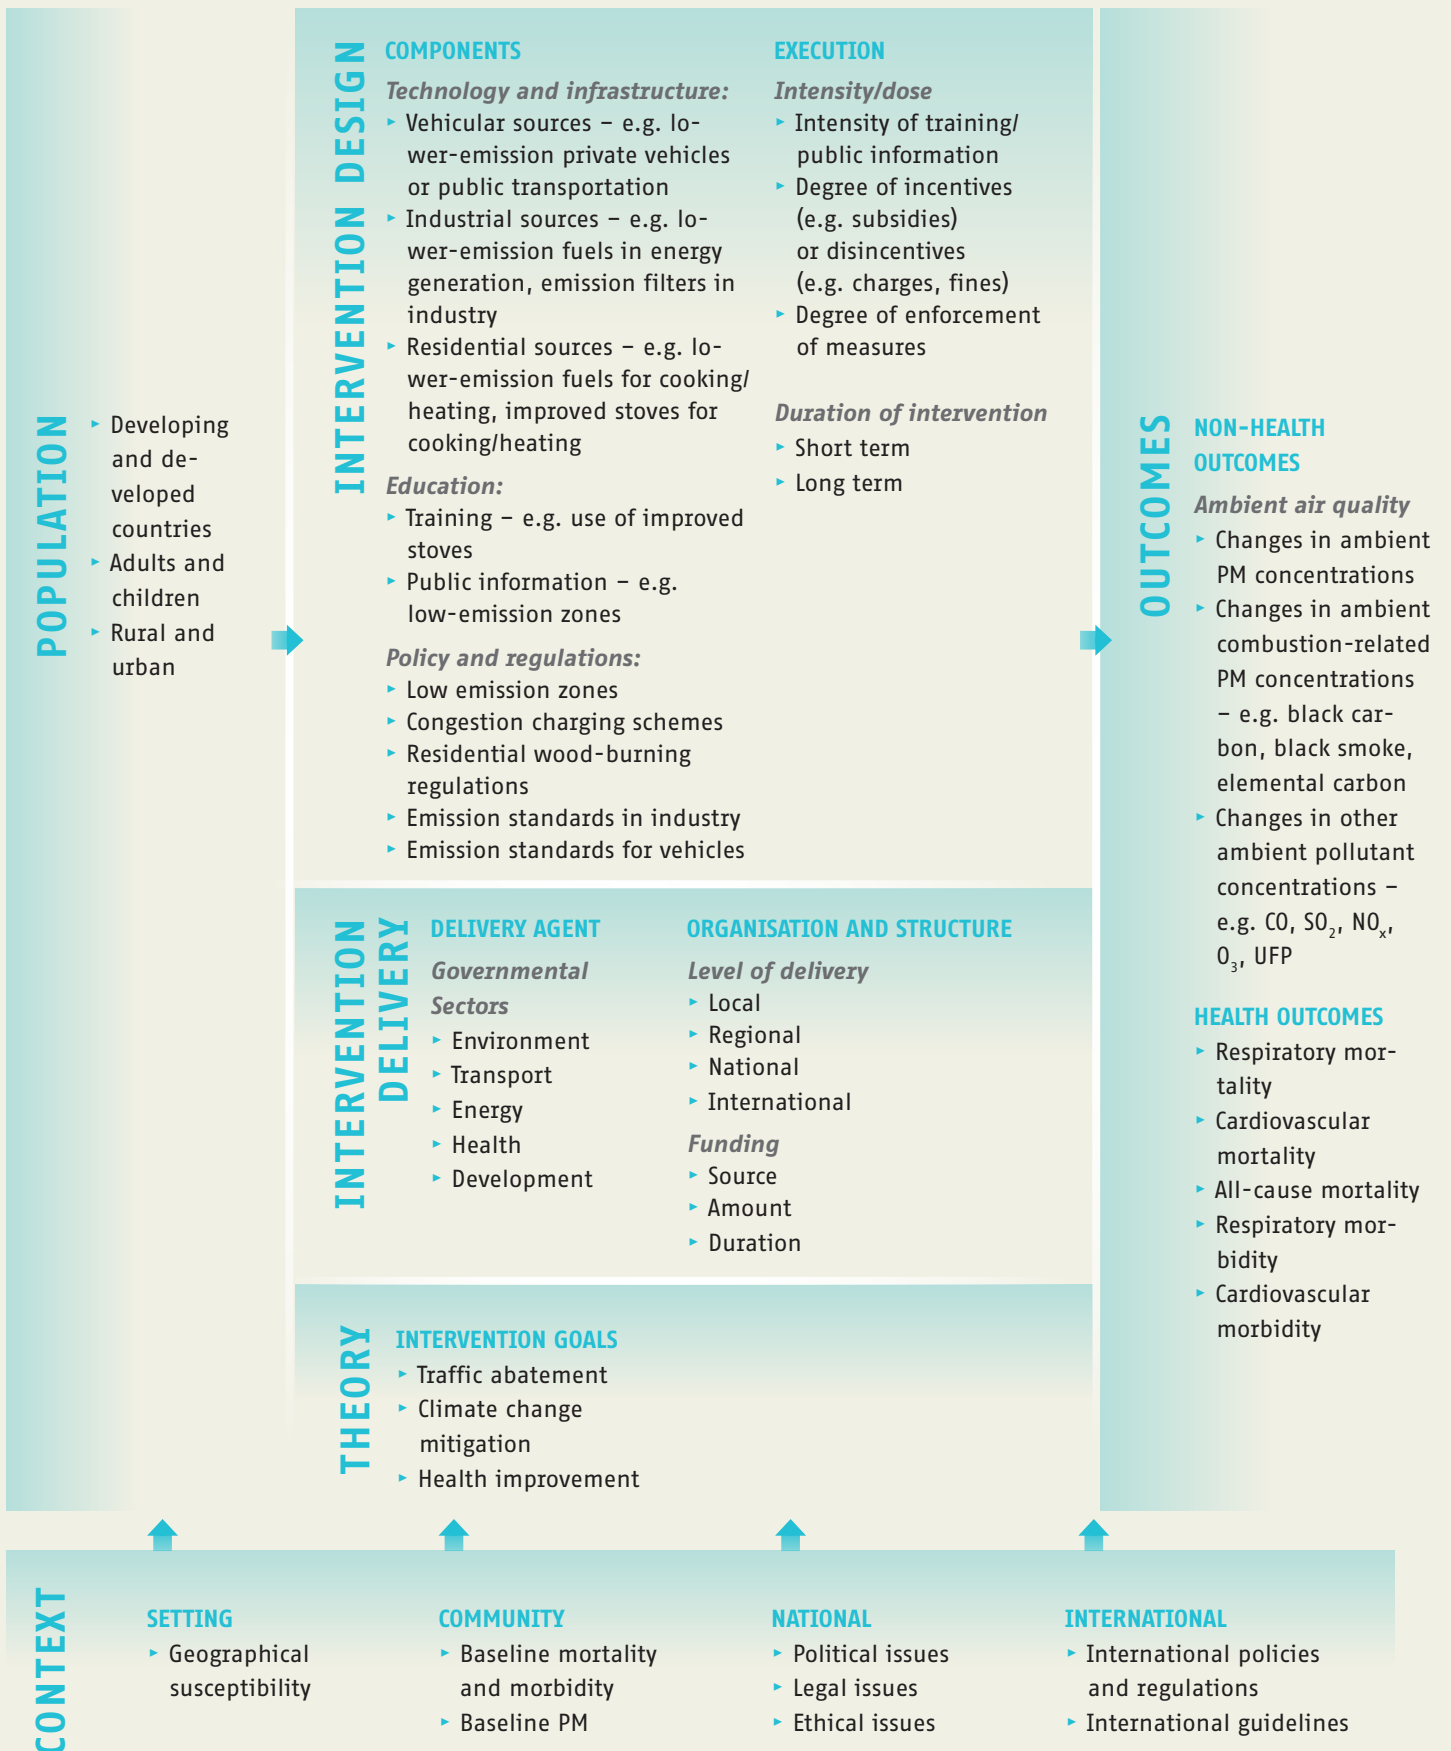 POPULATION
▸ Developing
and de-
veloped
countries
▸ Adults and
children
▸ Rural and
urban
INTERVENTION DESIGN
COMPONENTS
Technology and infrastructure:
▸ Vehicular sources – e.g. lo-
wer-emission private vehicles
or public transportation
▸ Industrial sources – e.g. lo-
wer-emission fuels in energy
generation, emission filters in
industry
▸ Residential sources – e.g. lo-
wer-emission fuels for cooking/
heating, improved stoves for
cooking/heating
Education:
▸ Training – e.g. use of improved
stoves
▸ Public information – e.g.
low-emission zones
Policy and regulations:
▸ Low emission zones
▸ Congestion charging schemes
▸ Residential wood-burning
regulations
▸ Emission standards in industry
▸ Emission standards for vehicles
EXECUTION
Intensity/dose
▸ Intensity of training/
public information
▸ Degree of incentives
(e.g. subsidies)
or disincentives
(e.g. charges, fines)
▸ Degree of enforcement
of measures
Duration of intervention
▸ Short term
▸ Long term
INTERVENTION
DELIVERY
DELIVERY AGENT
Governmental
Sectors
▸ Environment
▸ Transport
▸ Energy
▸ Health
▸ Development
ORGANISATION AND STRUCTURE
Level of delivery
▸ Local
▸ Regional
▸ National
▸ International
Funding
▸ Source
▸ Amount
▸ Duration
THEORY
INTERVENTION GOALS
▸ Traffic abatement
▸ Climate change
mitigation
▸ Health improvement
OUTCOMES
NON-HEALTH
OUTCOMES
Ambient air quality
▸ Changes in ambient
PM concentrations
▸ Changes in ambient
combustion-related
PM concentrations
– e.g. black car-
bon, black smoke,
elemental carbon
▸ Changes in other
ambient pollutant
concentrations –
e.g. CO, SO₂, NOₓ,
O₃, UFP
HEALTH OUTCOMES
▸ Respiratory mor-
tality
▸ Cardiovascular
mortality
▸ All-cause mortality
▸ Respiratory mor-
bidity
▸ Cardiovascular
morbidity
CONTEXT
SETTING
▸ Geographical
susceptibility
COMMUNITY
▸ Baseline mortality
and morbidity
▸ Baseline PM
NATIONAL
▸ Political issues
▸ Legal issues
▸ Ethical issues
INTERNATIONAL
▸ International policies
and regulations
▸ International guidelines